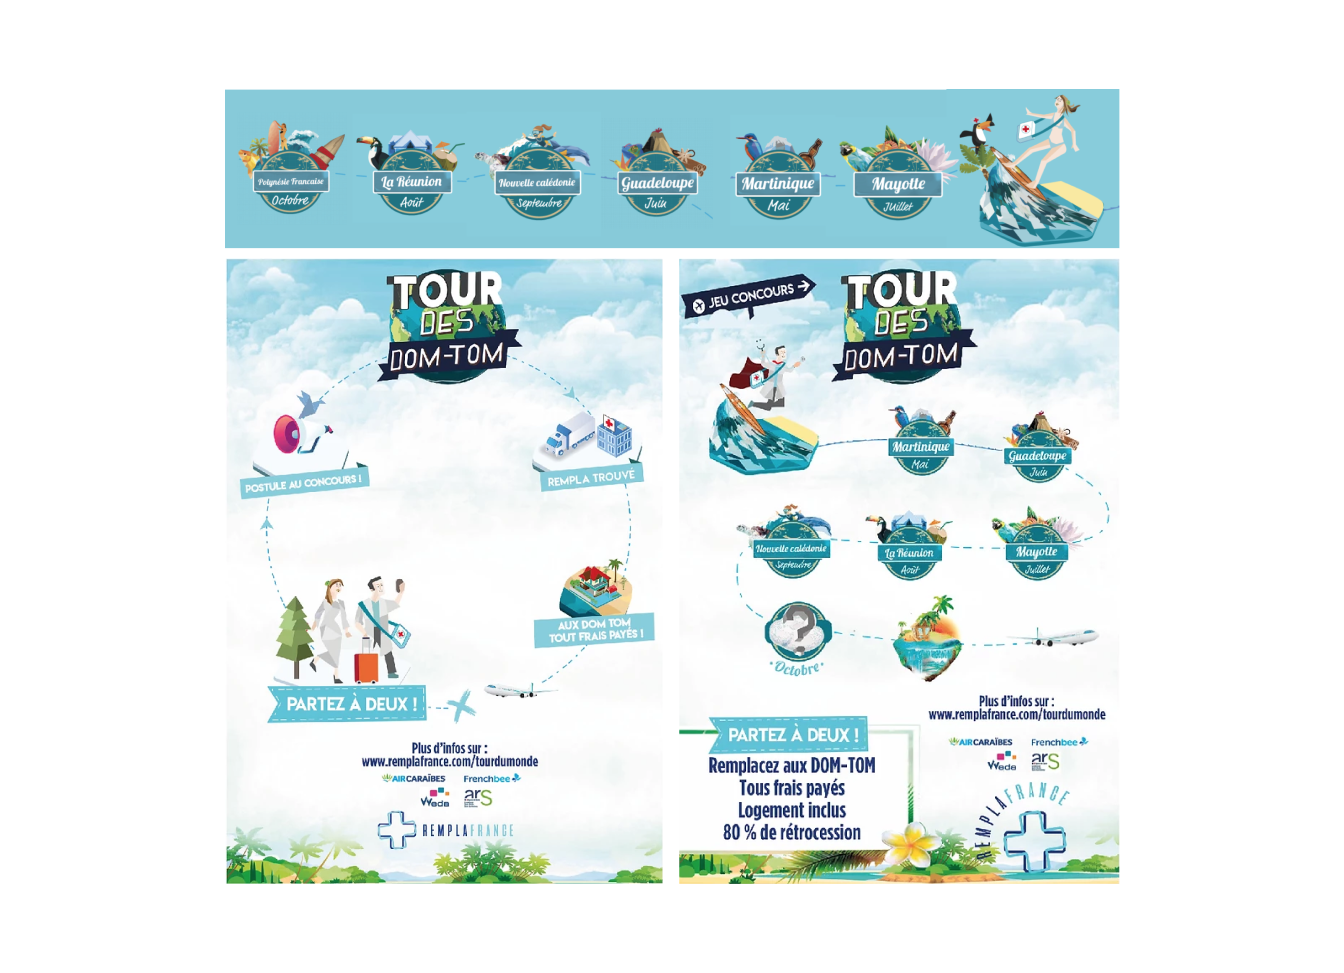 Polynésie Française
Octobre
La Réunion
Août
Nouvelle calédonie
Septembre
Guadeloupe
Juin
Martinique
Mai
Mayotte
Juillet
TOUR
DES
DOM-TOM
POSTULE AU CONCOURS !
REMPLA TROUVÉ
AUX DOM TOM
TOUT FRAIS PAYÉS !
PARTEZ À DEUX !
Plus d'infos sur :
www.remplafrance.com/tourdumonde
AIRCARAÏBES
Frenchbee
Weda
arS
REMPLAFRANCE
JEU CONCOURS
TOUR
DES
DOM-TOM
Martinique
Mai
Guadeloupe
Juin
Nouvelle calédonie
Septembre
La Réunion
Août
Mayotte
Juillet
?
Octobre
Plus d'infos sur :
www.remplafrance.com/tourdumonde
PARTEZ À DEUX !
Remplacez aux DOM-TOM
Tous frais payés
Logement inclus
80 % de rétrocession
AIRCARAÏBES
Frenchbee
Weda
arS
REMPLAFRANCE